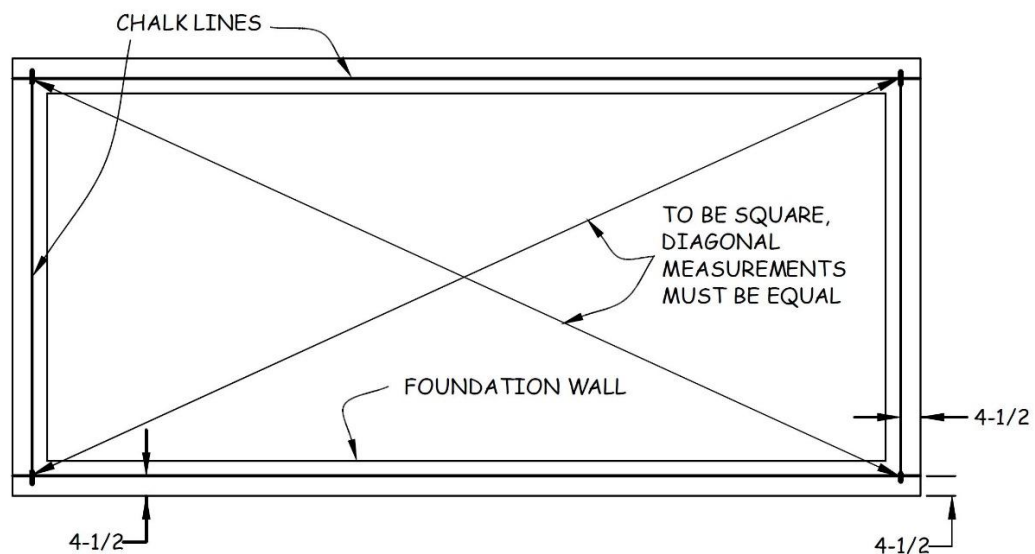 CHALK LINES
TO BE SQUARE,
DIAGONAL
MEASUREMENTS
MUST BE EQUAL
FOUNDATION WALL
4-1/2
4-1/2
4-1/2